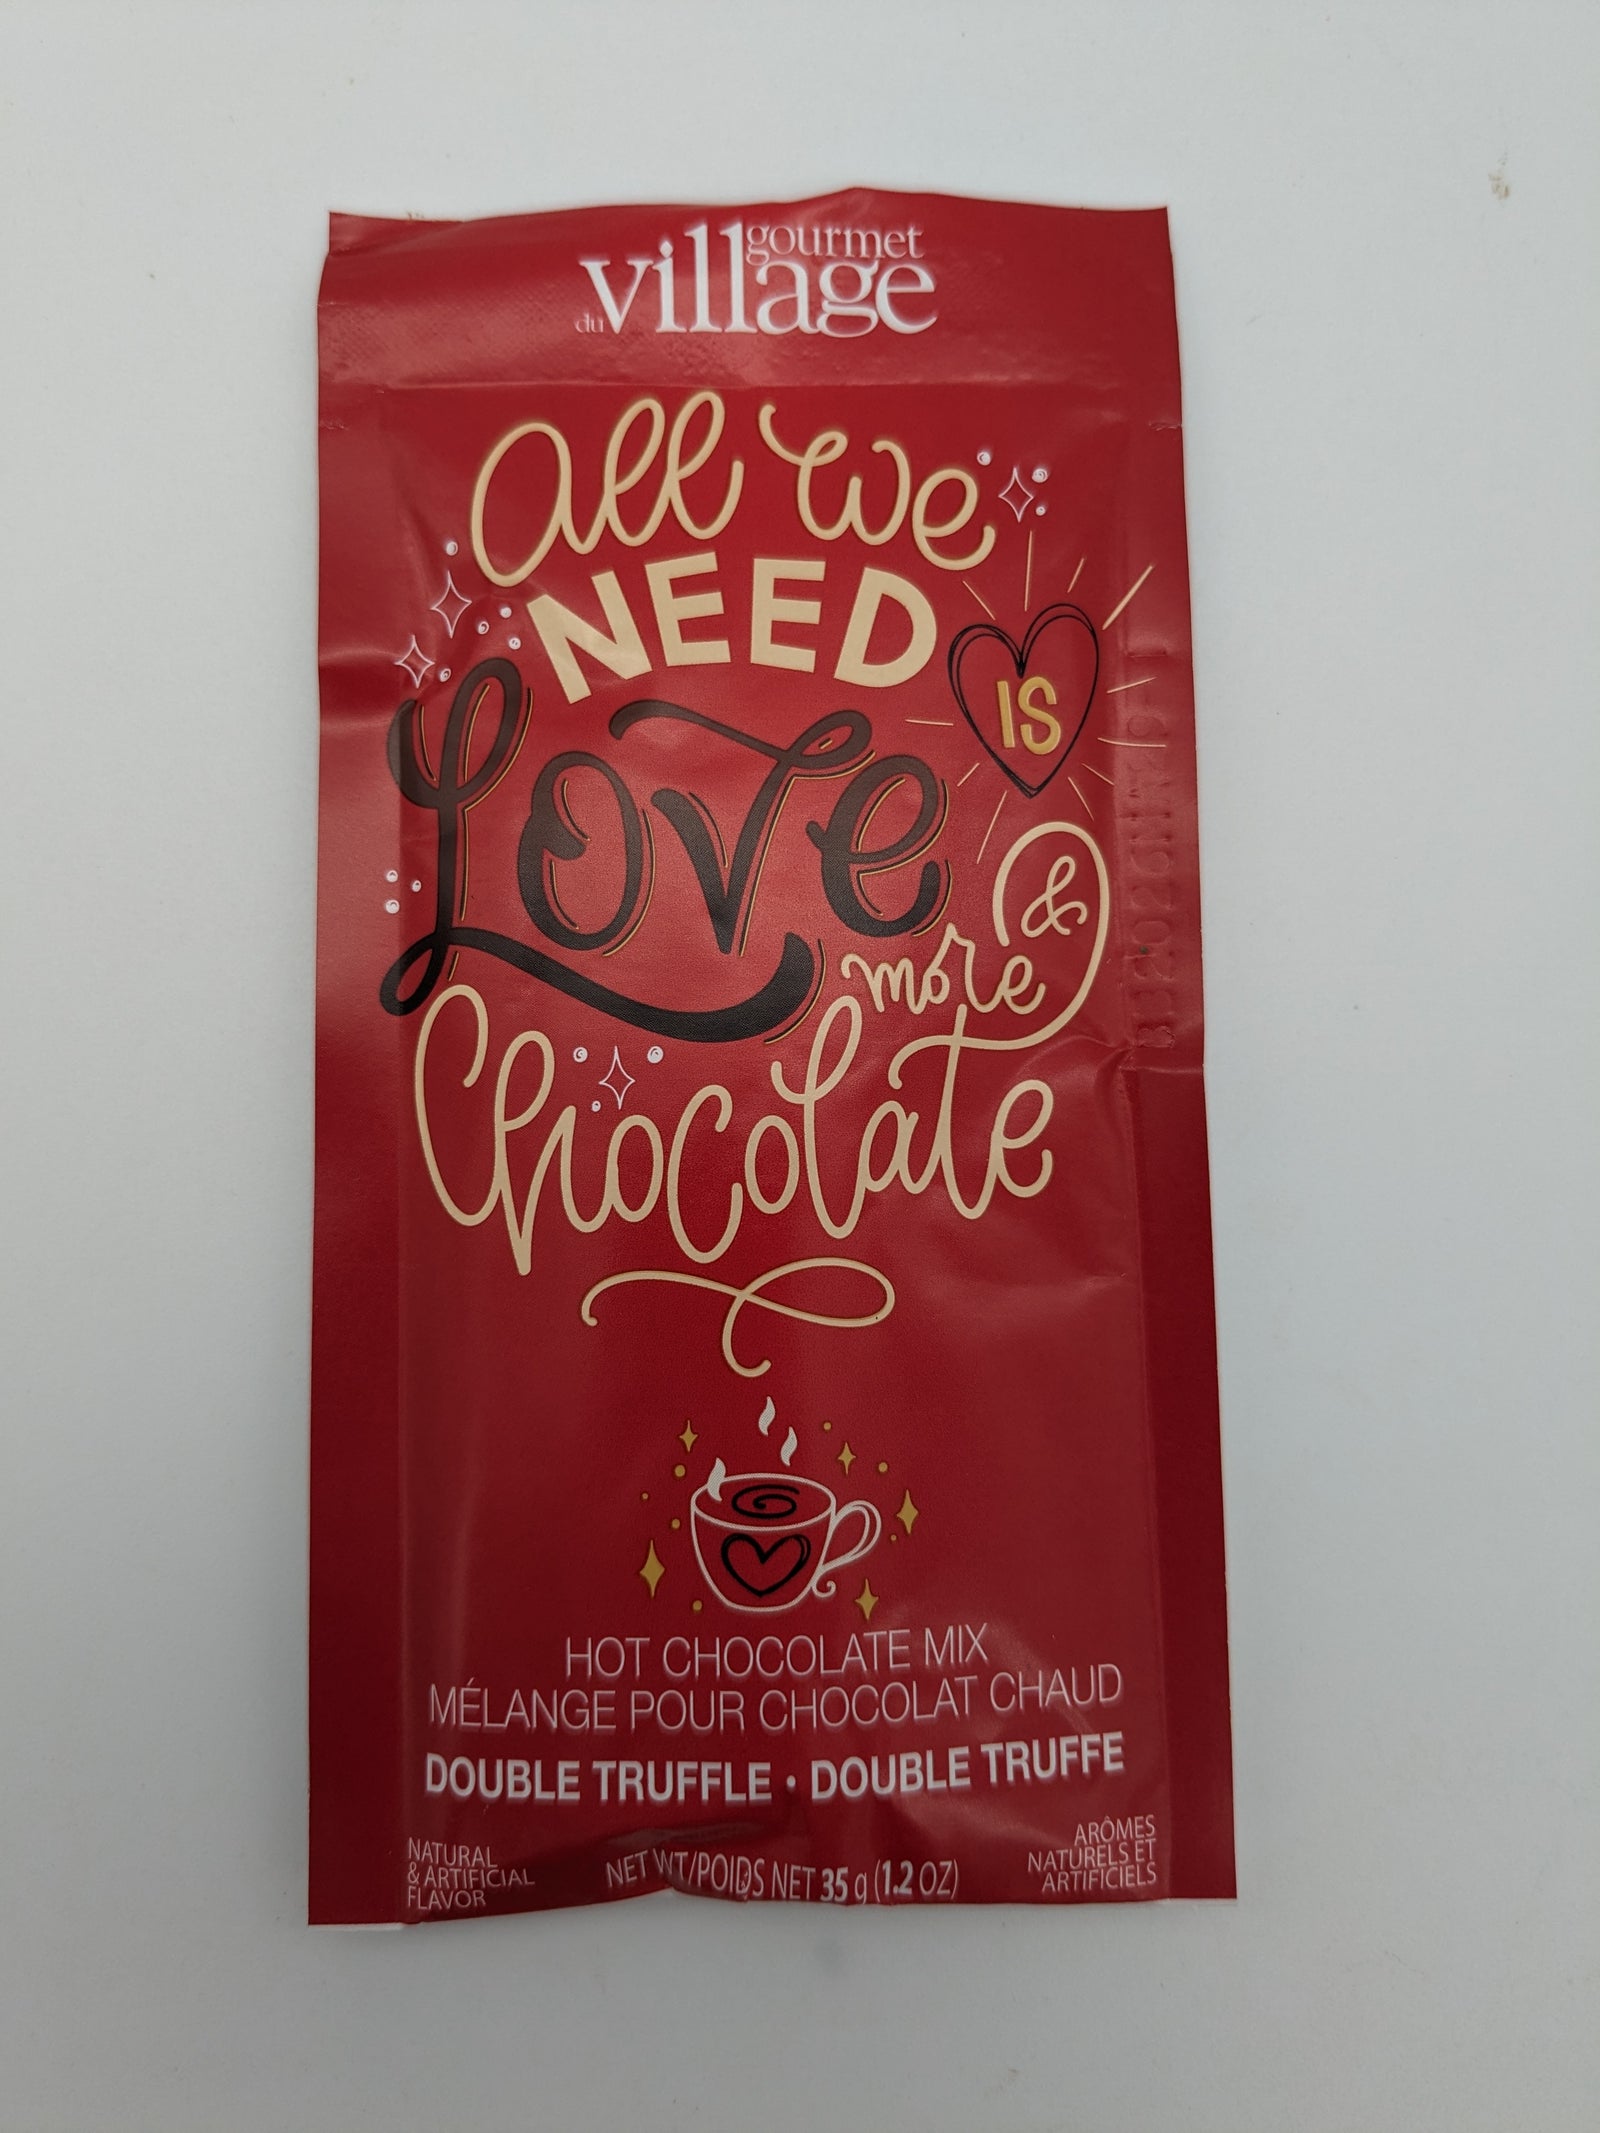 gourmet
du village
all we
NEED
IS
Love
&
more
Chocolate
HOT CHOCOLATE MIX
MÉLANGE POUR CHOCOLAT CHAUD
DOUBLE TRUFFLE • DOUBLE TRUFFE
NATURAL
& ARTIFICIAL
FLAVOR
NET WT/POIDS NET 35 g (1.2 OZ)
ARÔMES
NATURELS ET
ARTIFICIELS